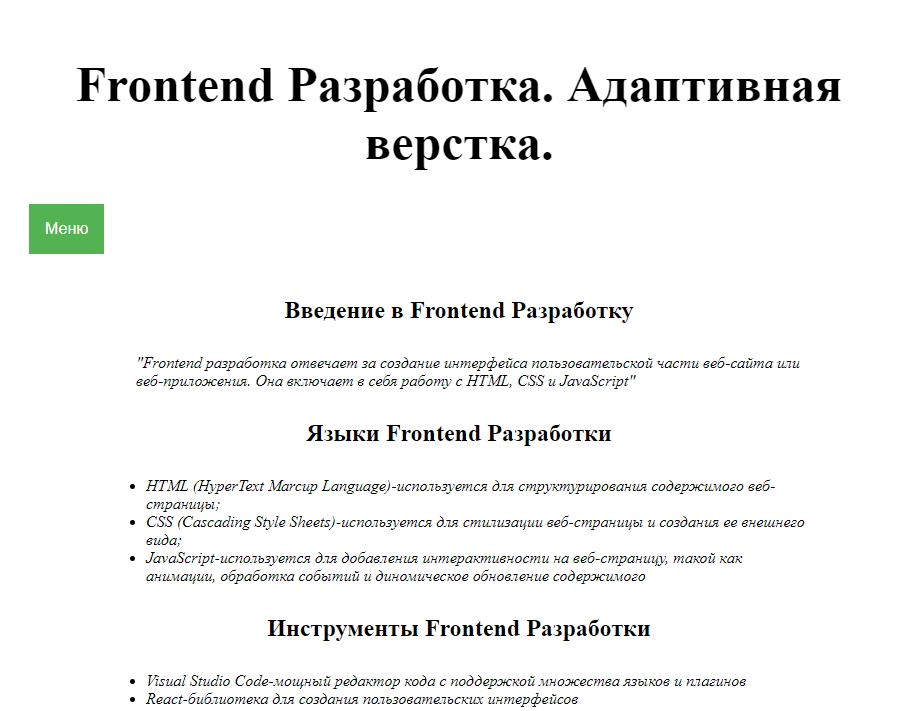 Frontend Разработка. Адаптивная
верстка.
Меню
Введение в Frontend Разработку
"Frontend разработка отвечает за создание интерфейса пользовательской части веб-сайта или
веб-приложения. Она включает в себя работу с HTML, CSS и JavaScript"
Языки Frontend Разработки
HTML (HyperText Marcup Language)-используется для структурирования содержимого веб-
страницы;
CSS (Cascading Style Sheets)-используется для стилизации веб-страницы и создания ее внешнего
вида;
JavaScript-используется для добавления интерактивности на веб-страницу, такой как
анимации, обработка событий и диномическое обновление содержимого
Инструменты Frontend Разработки
Visual Studio Code-мощный редактор кода с поддержкой множества языков и плагинов
React-библиотека для создания пользовательских интерфейсов